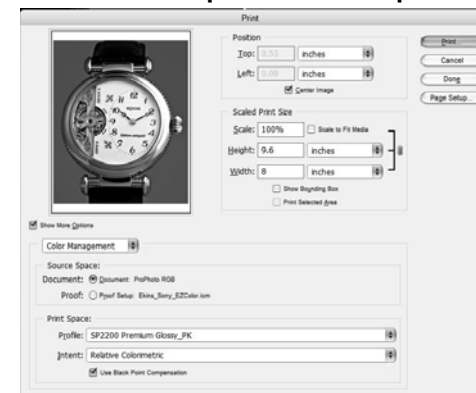 Print
Position
Top: 0.53 inches
Left: 0.08 inches
Center Image
Scaled Print Size
Scale: 100% Scale to Fit Media
Height: 9.6 inches
Width: 8 inches
Show Bounding Box
Print Selected Area
Print...
Cancel
Done
Page Setup...
epos
Show More Options
Color Management
Source Space:
Document: Document: ProPhoto RGB
Proof: Proof Setup: Ekins_Sony_EZColor.icm
Print Space:
Profile: SP2200 Premium Glossy_PK
Intent: Relative Colorimetric
Use Black Point Compensation